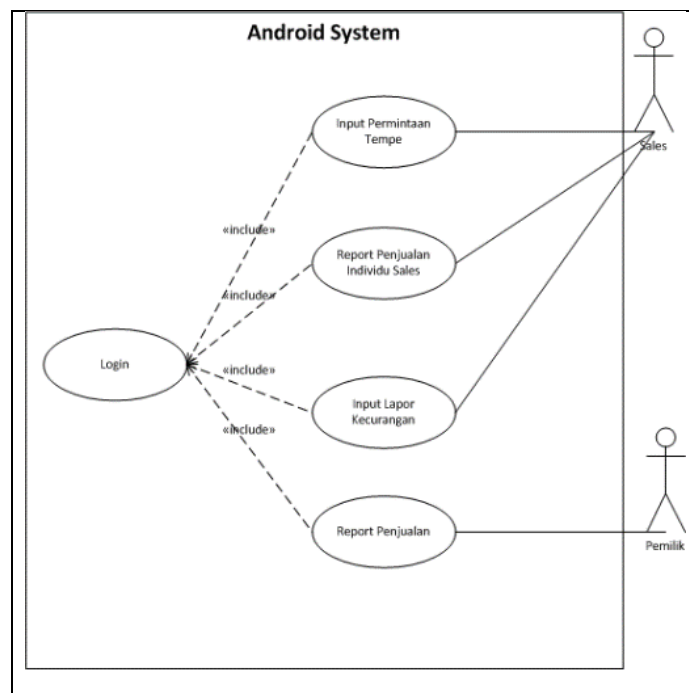 Android System
Input Permintaan
Tempe
Sales
«include»
Report Penjualan
Individu Sales
«include»
Login
«include»
Input Lapor
Kecurangan
«include»
Report Penjualan
Pemilik